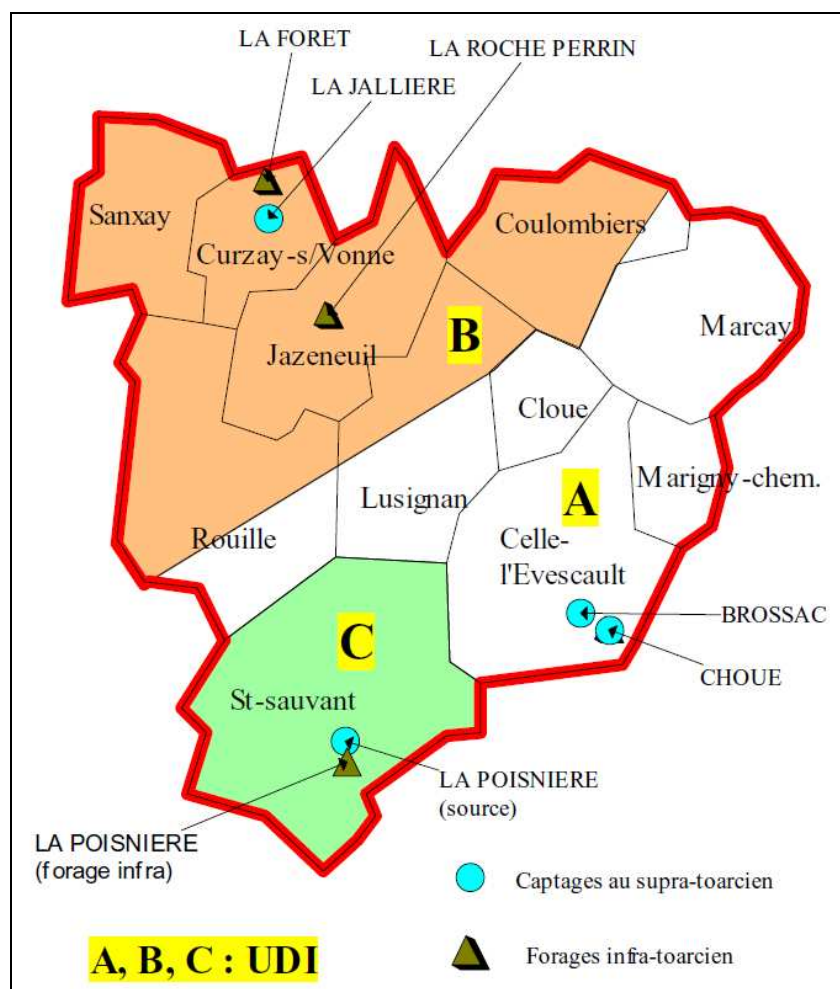 LA FORET
LA ROCHE PERRIN
LA JALLIERE
Sanxay
Coulombiers
Curzay-s/Vonne
Marcay
B
Jazeneuil
Cloue
Marigny-chem.
A
Lusignan
Rouille
Celle-
l'Evescault
BROSSAC
C
CHOUE
St-sauvant
LA POISNIERE
(source)
LA POISNIERE
(forage infra)
Captages au supra-toarcien
A, B, C : UDI
Forages infra-toarcien